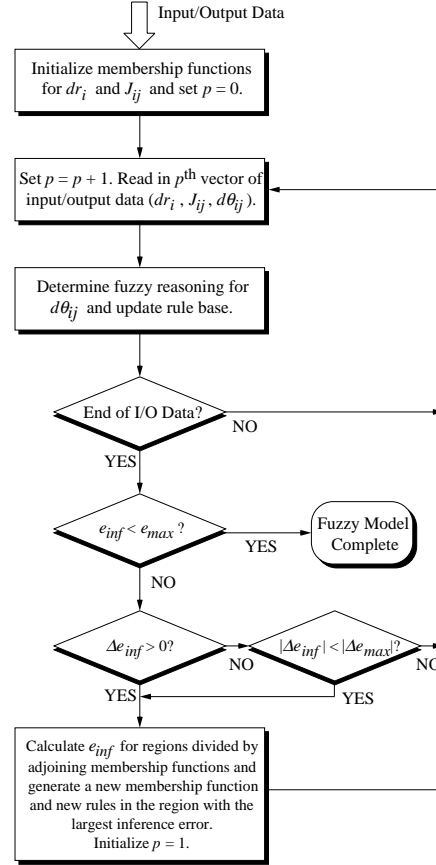 Input/Output Data
Initialize membership functions
for dr_i and J_ij and set p = 0.
Set p = p + 1. Read in p^th vector of
input/output data (dr_i , J_ij , dθ_ij ).
Determine fuzzy reasoning for
dθ_ij and update rule base.
End of I/O Data?
NO
YES
e_inf < e_max ?
YES
Fuzzy Model
Complete
NO
Δe_inf > 0?
NO
|Δe_inf| < |Δe_max|?
NO
YES
YES
Calculate e_inf for regions divided by
adjoining membership functions and
generate a new membership function
and new rules in the region with the
largest inference error.
Initialize p = 1.